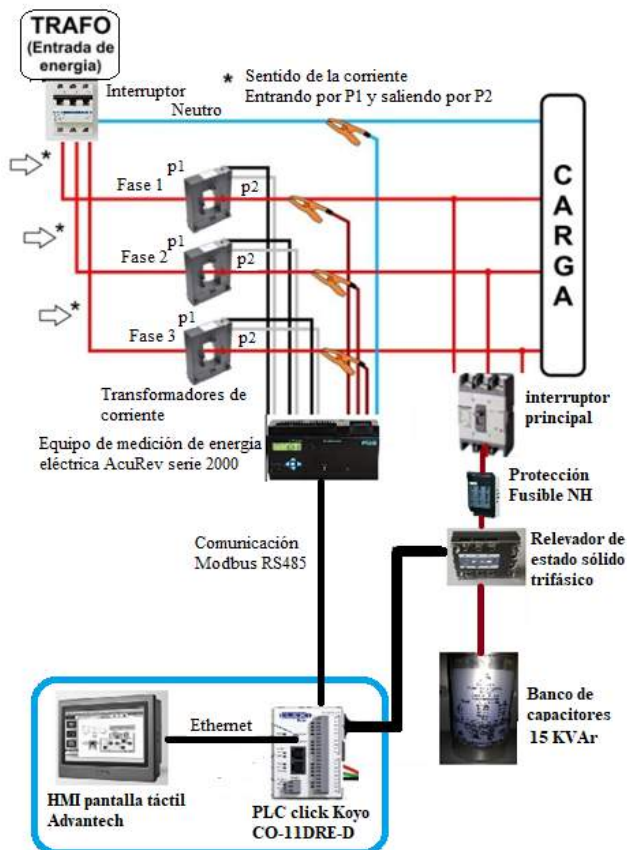 TRAFO
(Entrada de
energia)
Interruptor
Neutro
* Sentido de la corriente
Entrando por P1 y saliendo por P2
*
p1
Fase 1
p2
*
p1
Fase 2
p2
*
p1
Fase 3
p2
CARGA
Transformadores de
corriente
interruptor
principal
Equipo de medición de energía
eléctrica AcuRev serie 2000
Protección
Fusible NH
Comunicación
Modbus RS485
Relevador de
estado sólido
trifásico
Banco de
capacitores
15 KVAr
Ethernet
HMI pantalla táctil
Advantech
PLC click Koyo
CO-11DRE-D